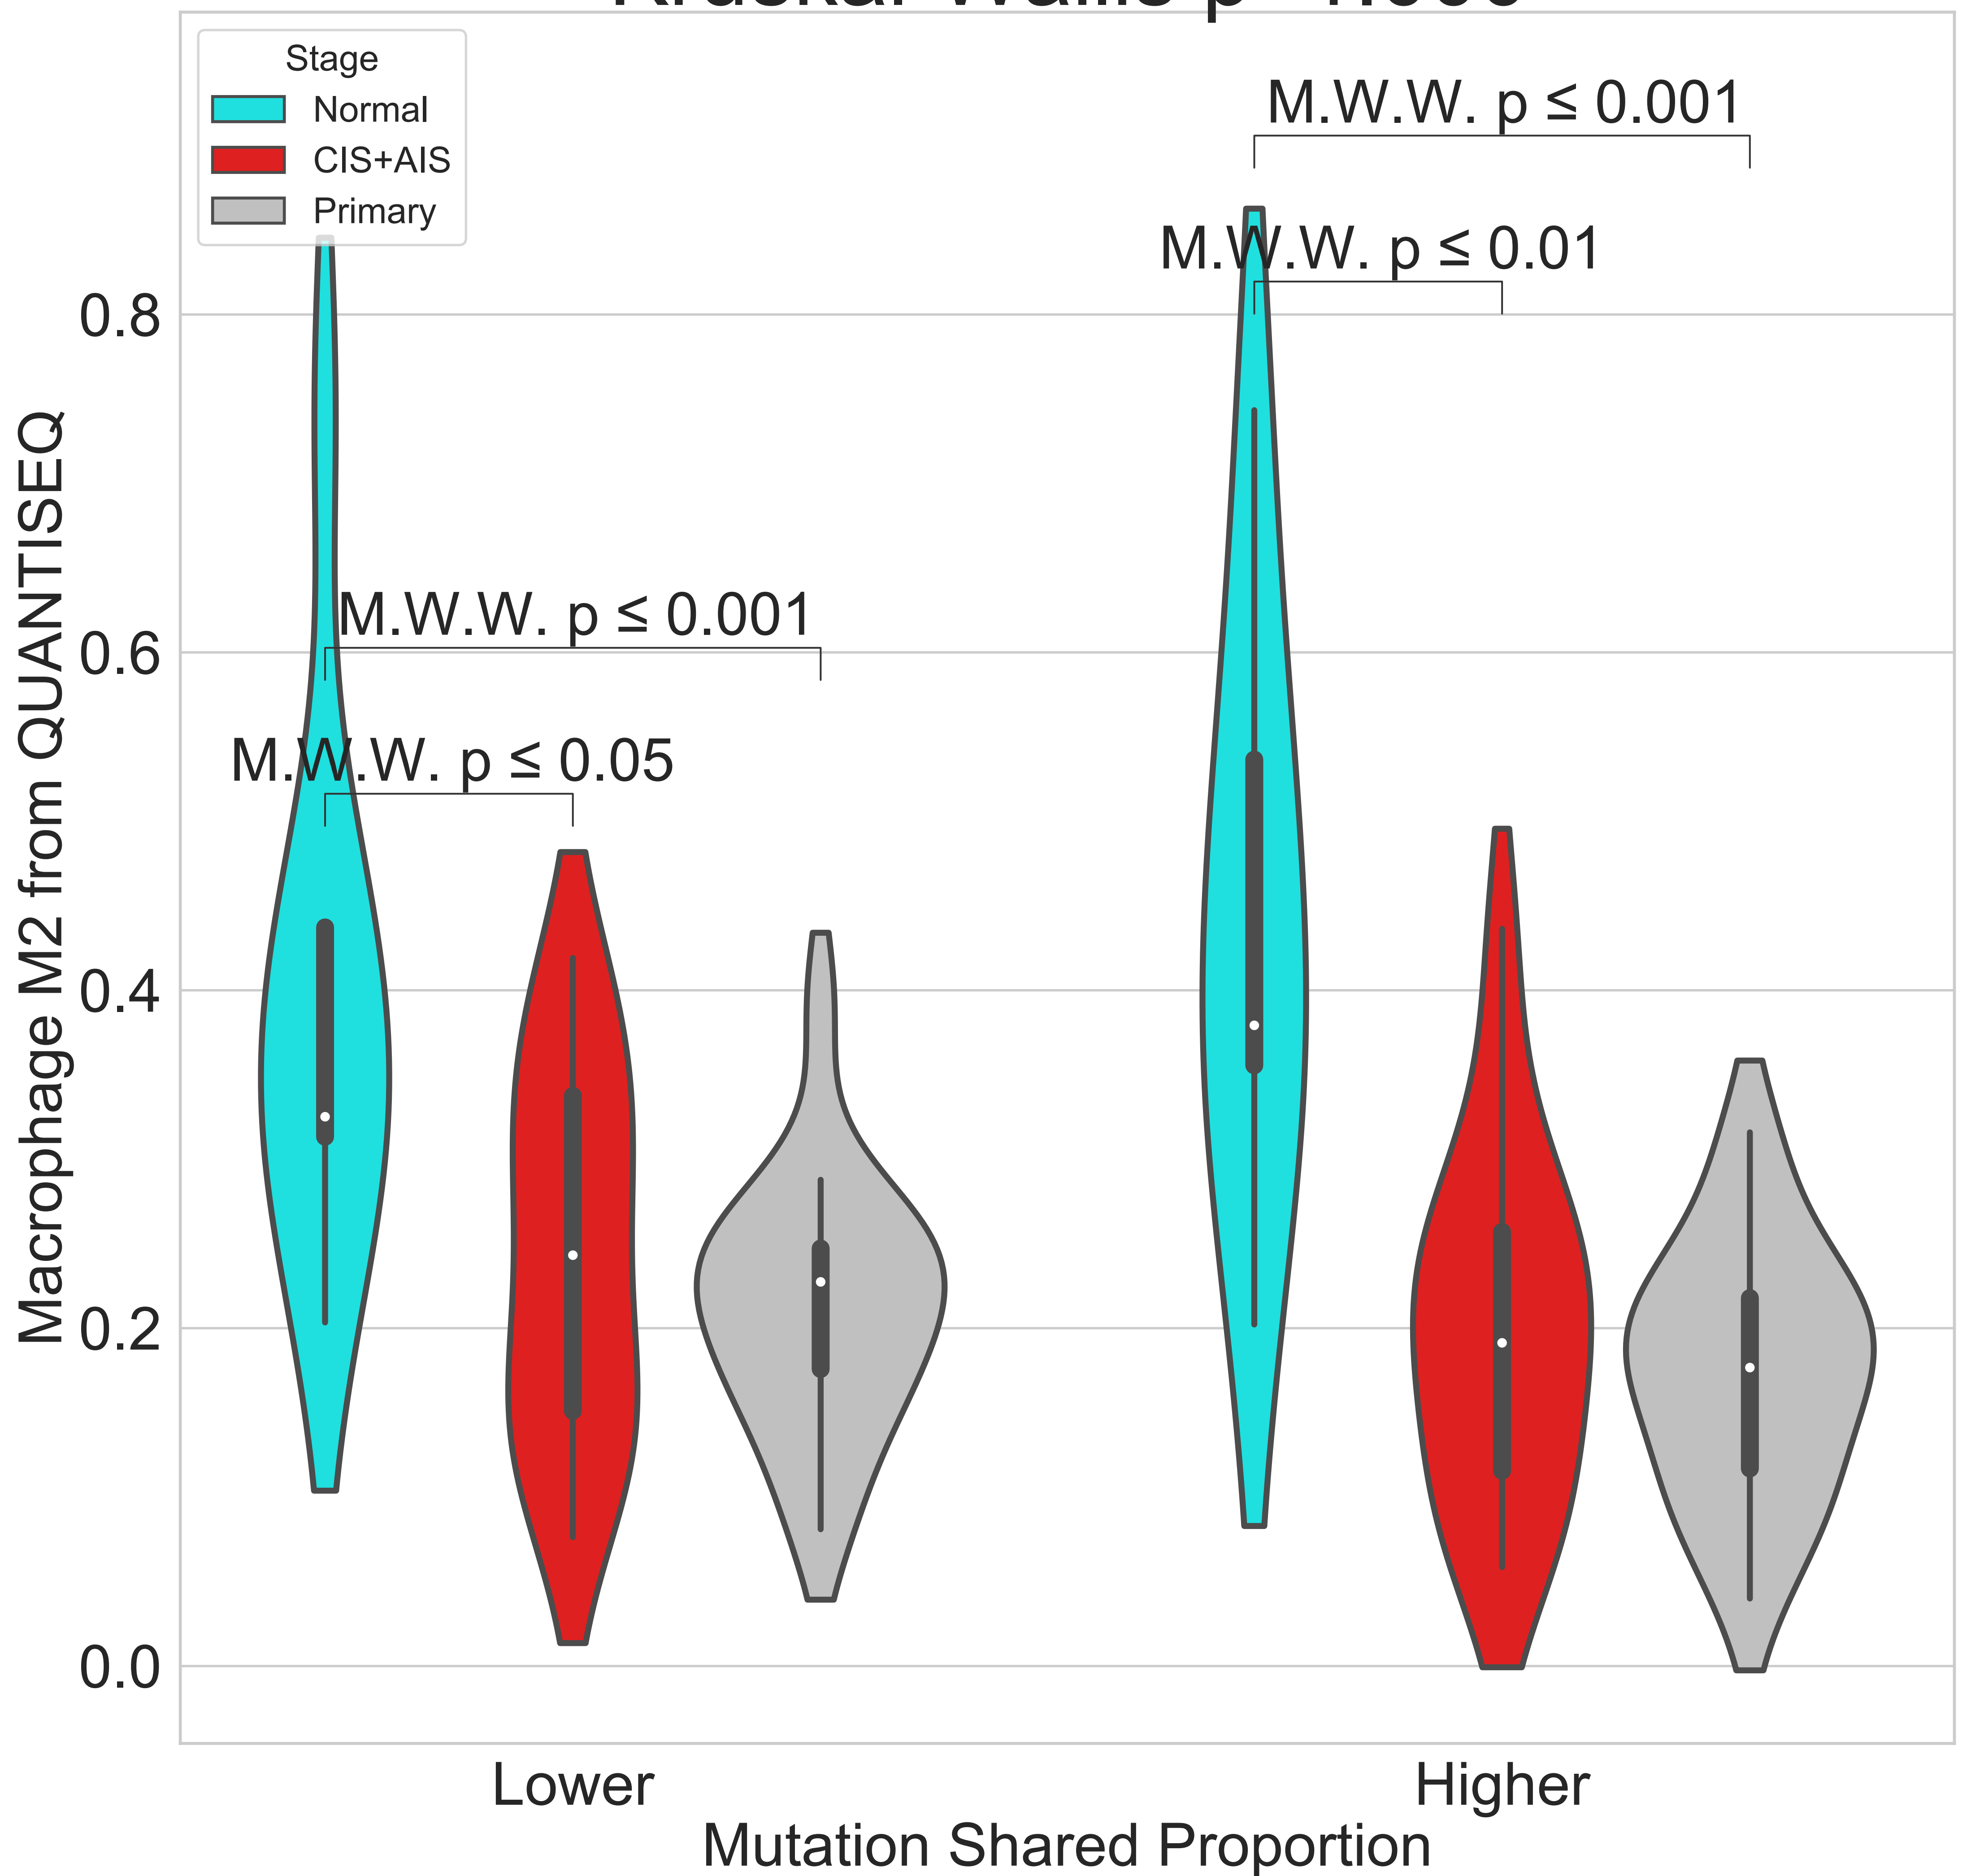 Stage
Normal
CIS+AIS
Primary
M.W.W. p ≤ 0.001
M.W.W. p ≤ 0.01
M.W.W. p ≤ 0.001
M.W.W. p ≤ 0.05
0.8
0.6
0.4
0.2
0.0
Macrophage M2 from QUANTISEQ
Lower
Higher
Mutation Shared Proportion